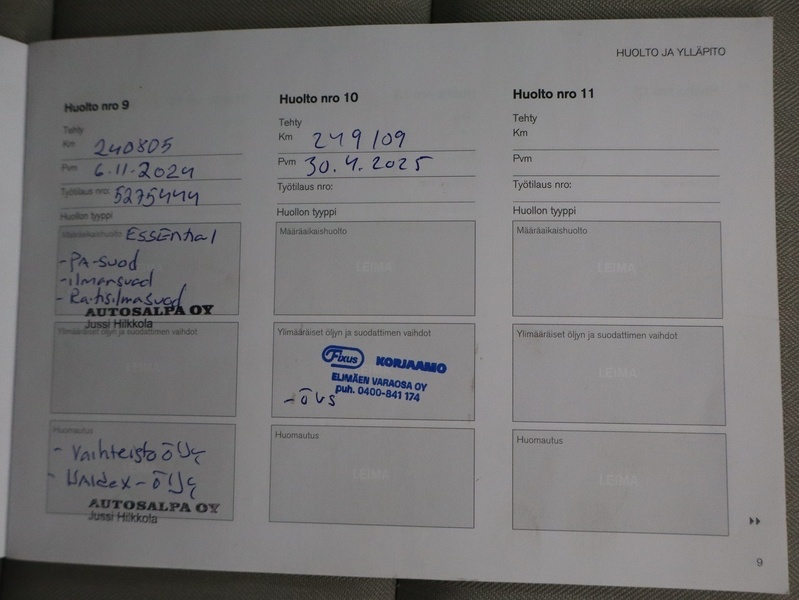 HUOLTO JA YLLÄPITO
Huolto nro 9
Tehty
Km 240805
Pvm 6.11-2024
Työtilaus nro: 5275444
Huollon tyyppi
Määräaikaishuolto Essential
-PA-suod
-ilmansuod
-Raitisilmasuod
AUTOSALPA OY
Jussi Hilkkola
Ylimääräiset öljyn ja suodattimen vaihdot
LEIMA
Huomautus
- Vaihteisto öljy
- Haldex-öljy
AUTOSALPA OY
Jussi Hilkkola
Huolto nro 10
Tehty
Km 249109
Pvm 30.4.2025
Työtilaus nro:
Huollon tyyppi
Määräaikaishuolto
LEIMA
Ylimääräiset öljyn ja suodattimen vaihdot
Fixus KORJAAMO
ELIMÄEN VARAOSA OY
puh. 0400-841 174
-ÖVS
Huomautus
LEIMA
Huolto nro 11
Tehty
Km
Pvm
Työtilaus nro:
Huollon tyyppi
Määräaikaishuolto
LEIMA
Ylimääräiset öljyn ja suodattimen vaihdot
LEIMA
Huomautus
LEIMA
9